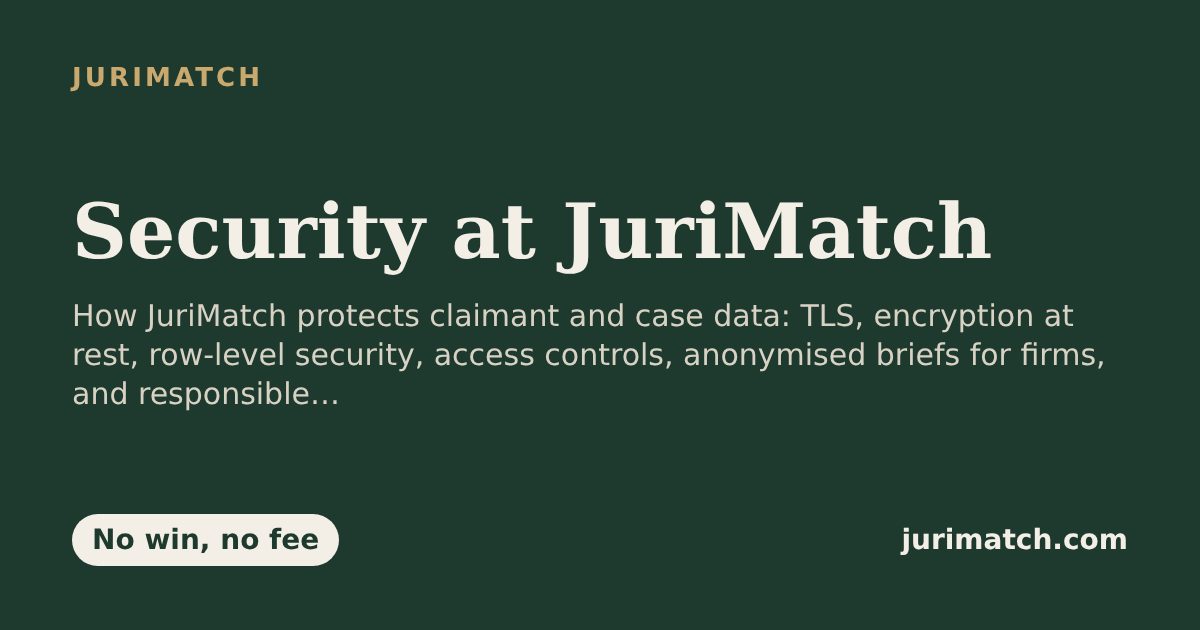 JURIMATCH
Security at JuriMatch
How JuriMatch protects claimant and case data: TLS, encryption at
rest, row-level security, access controls, anonymised briefs for firms,
and responsible…
No win, no fee
jurimatch.com